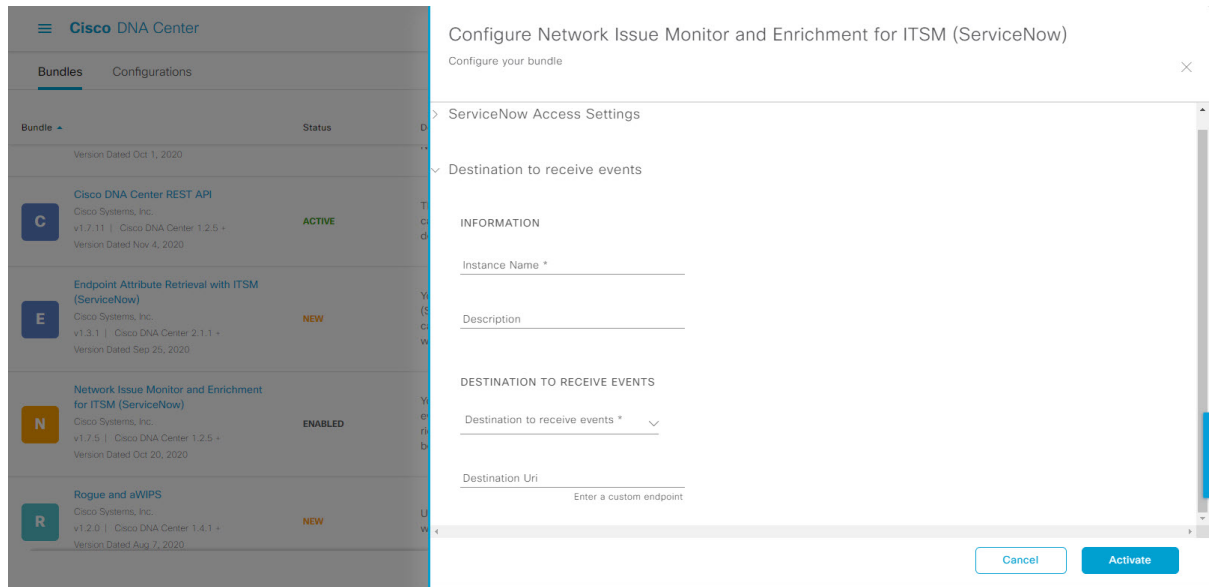 Cisco DNA Center
Bundles Configurations
Bundle Status
Version Dated Oct 1, 2020
Cisco DNA Center REST API
Cisco Systems, Inc.
v1.7.11 | Cisco DNA Center 1.2.5 +
Version Dated Nov 4, 2020
C
ACTIVE
Endpoint Attribute Retrieval with ITSM
(ServiceNow)
Cisco Systems, Inc.
v1.3.1 | Cisco DNA Center 2.1.1 +
Version Dated Sep 25, 2020
E
NEW
Network Issue Monitor and Enrichment
for ITSM (ServiceNow)
Cisco Systems, Inc.
v1.7.5 | Cisco DNA Center 1.2.5 +
Version Dated Oct 20, 2020
N
ENABLED
Rogue and aWIPS
Cisco Systems, Inc.
v1.2.0 | Cisco DNA Center 1.4.1 +
Version Dated Aug 7, 2020
R
NEW
Configure Network Issue Monitor and Enrichment for ITSM (ServiceNow)
Configure your bundle
ServiceNow Access Settings
Destination to receive events
INFORMATION
Instance Name *
Description
DESTINATION TO RECEIVE EVENTS
Destination to receive events *
Destination Uri
Enter a custom endpoint
Cancel Activate